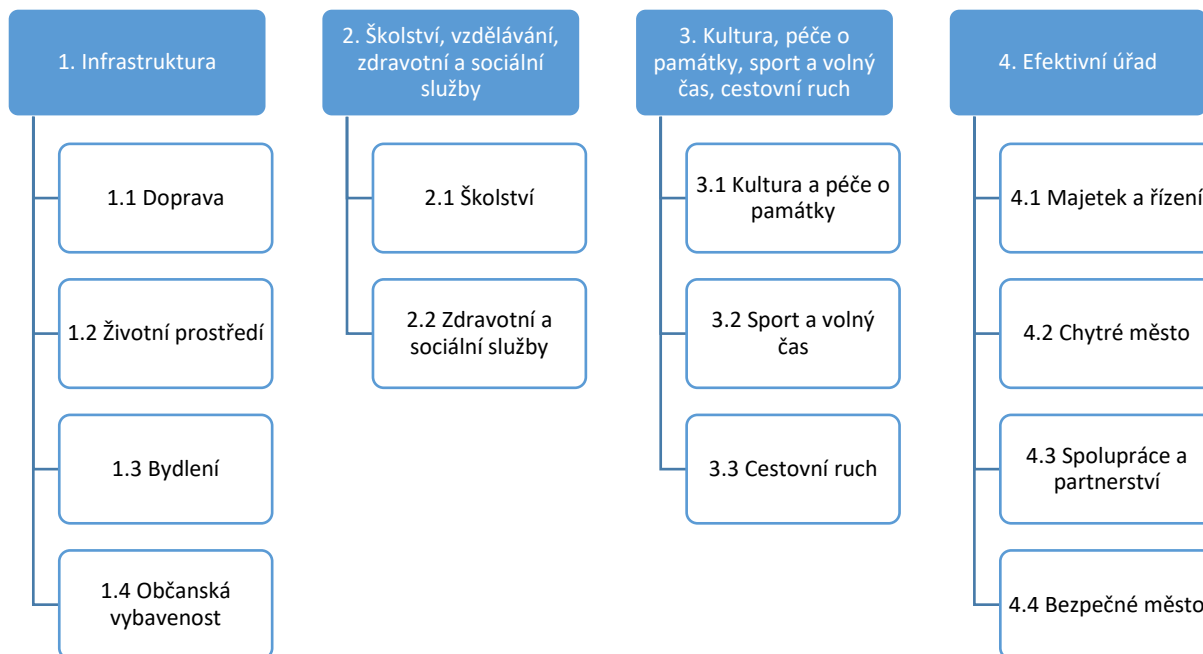 1. Infrastruktura
1.1 Doprava
1.2 Životní prostředí
1.3 Bydlení
1.4 Občanská
vybavenost
2. Školství, vzdělávání,
zdravotní a sociální
služby
2.1 Školství
2.2 Zdravotní a
sociální služby
3. Kultura, péče o
památky, sport a volný
čas, cestovní ruch
3.1 Kultura a péče o
památky
3.2 Sport a volný
čas
3.3 Cestovní ruch
4. Efektivní úřad
4.1 Majetek a řízení
4.2 Chytré město
4.3 Spolupráce a
partnerství
4.4 Bezpečné město